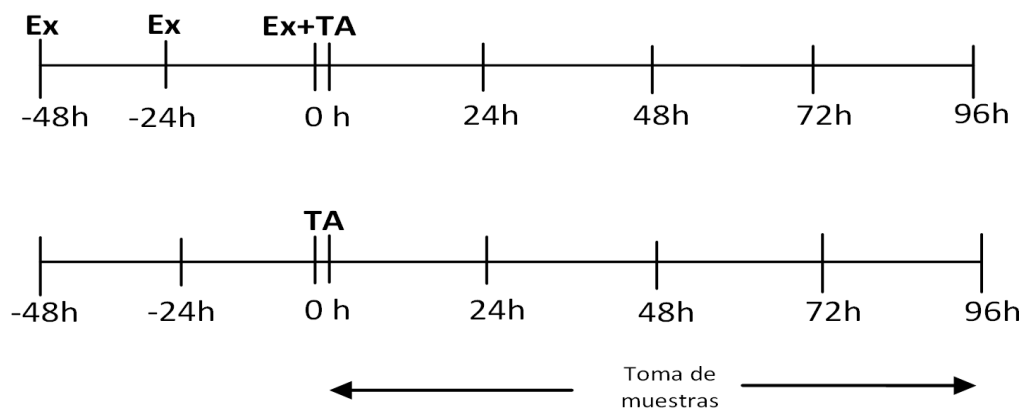 Ex Ex Ex+TA
-48h -24h 0 h 24h 48h 72h 96h
TA
-48h -24h 0 h 24h 48h 72h 96h
Toma de
muestras